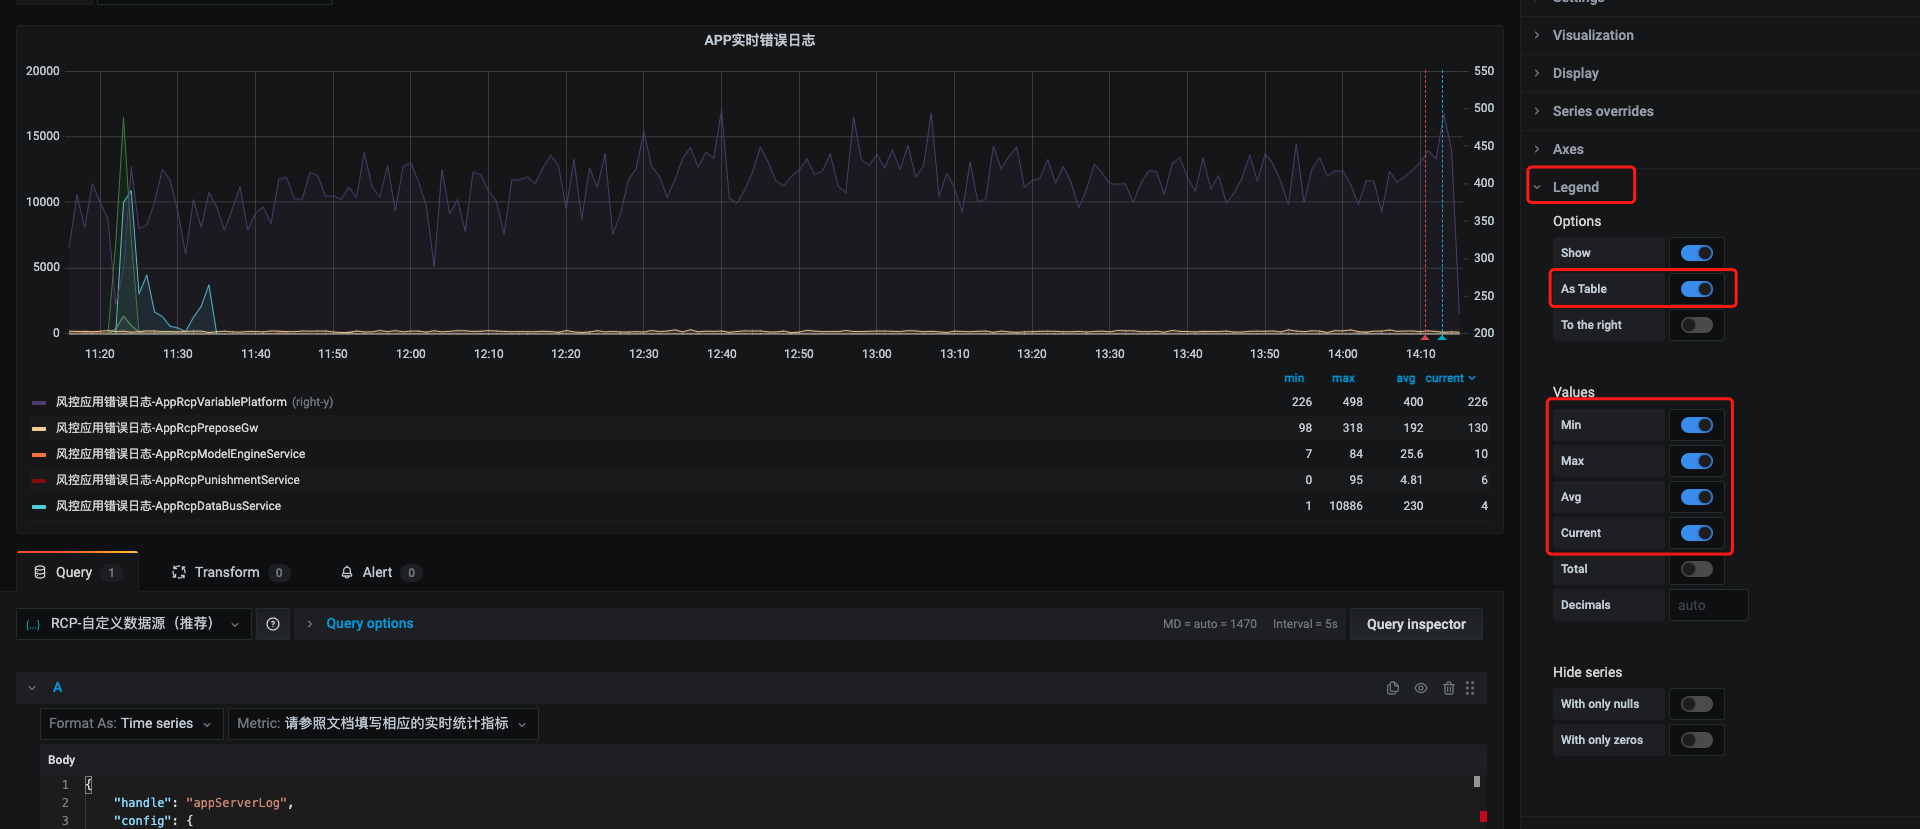 APP实时错误日志
20000
15000
10000
5000
0
550
500
450
400
350
300
250
200
11:20 11:30 11:40 11:50 12:00 12:10 12:20 12:30 12:40 12:50 13:00 13:10 13:20 13:30 13:40 13:50 14:00 14:10
min max avg current
风控应用错误日志-AppRcpVariablePlatform (right-y) 226 498 400 226
风控应用错误日志-AppRcpPreposeGw 98 318 192 130
风控应用错误日志-AppRcpModelEngineService 7 84 25.6 10
风控应用错误日志-AppRcpPunishmentService 0 95 4.81 6
风控应用错误日志-AppRcpDataBusService 1 10886 230 4
Query 1 Transform 0 Alert 0
{...} RCP-自定义数据源（推荐） Query options MD = auto = 1470 Interval = 5s Query inspector
A
Format As: Time series Metric: 请参照文档填写相应的实时统计指标
Body
1 {
2 "handle": "appServerLog",
3 "config": {
Visualization
Display
Series overrides
Axes
Legend
Options
Show
As Table
To the right
Values
Min
Max
Avg
Current
Total
Decimals auto
Hide series
With only nulls
With only zeros